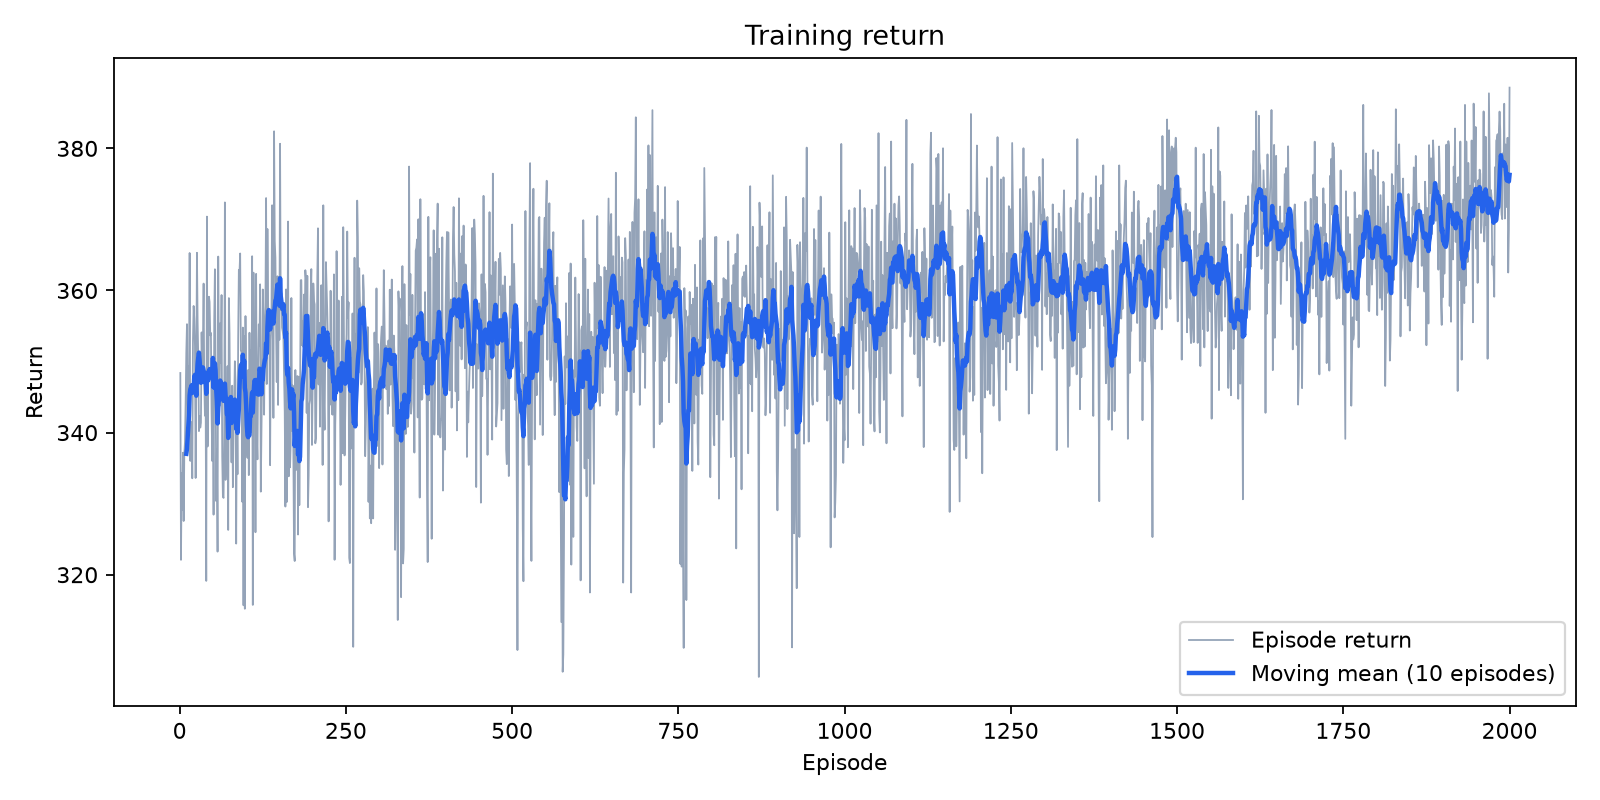 Training return
380
360
340
320
Return
0 250 500 750 1000 1250 1500 1750 2000
Episode
Episode return
Moving mean (10 episodes)